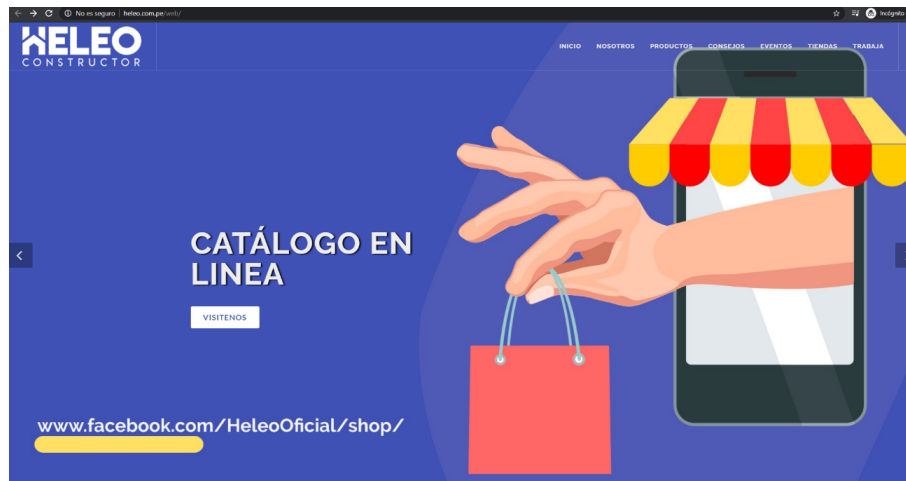 No es seguro | heleo.com.pe/web/
Incógnito
HELEO
CONSTRUCTOR
INICIO NOSOTROS PRODUCTOS CONSEJOS EVENTOS TIENDAS TRABAJA
CATÁLOGO EN
LINEA
VISITENOS
www.facebook.com/HeleoOficial/shop/